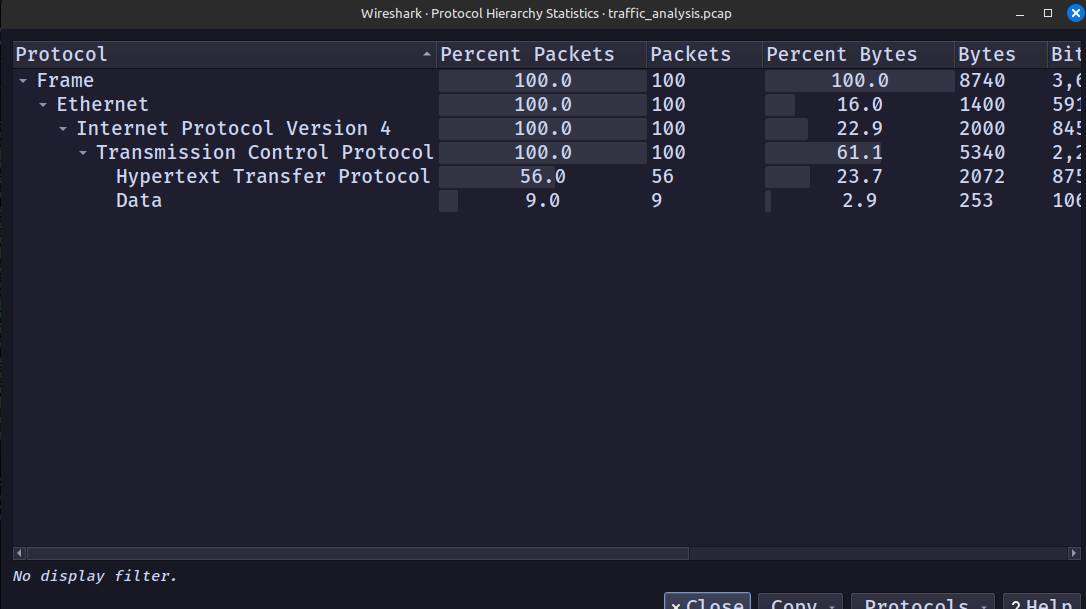 Wireshark · Protocol Hierarchy Statistics · traffic_analysis.pcap
Protocol Percent Packets Packets Percent Bytes Bytes Bit
Frame 100.0 100 100.0 8740 3,6
Ethernet 100.0 100 16.0 1400 591
Internet Protocol Version 4 100.0 100 22.9 2000 845
Transmission Control Protocol 100.0 100 61.1 5340 2,2
Hypertext Transfer Protocol 56.0 56 23.7 2072 875
Data 9.0 9 2.9 253 106
No display filter.
Close Copy Protocols ? Help